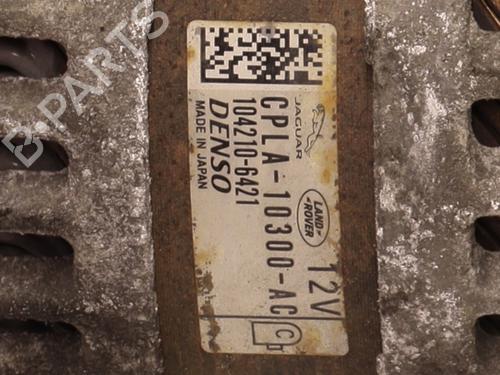 JAGUAR
LAND-
ROVER
CPLA-10300-AC
12V
104210-6421
C
DENSO
MADE IN JAPAN
B-PARTS